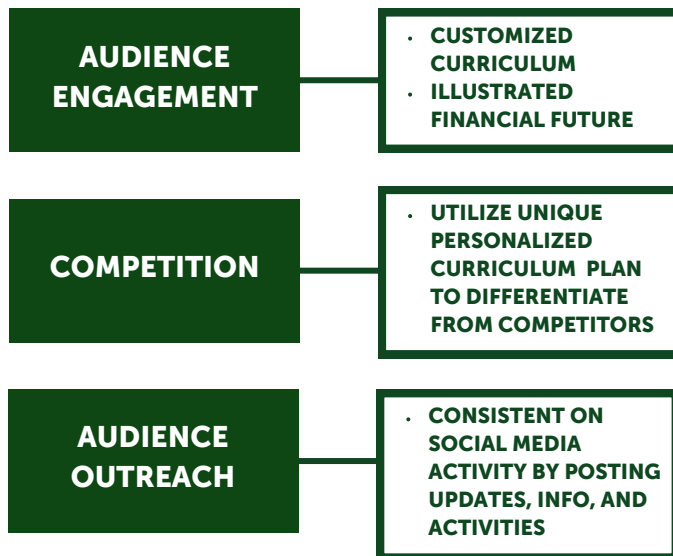 AUDIENCE
ENGAGEMENT
· CUSTOMIZED
CURRICULUM
· ILLUSTRATED
FINANCIAL FUTURE
COMPETITION
· UTILIZE UNIQUE
PERSONALIZED
CURRICULUM PLAN
TO DIFFERENTIATE
FROM COMPETITORS
AUDIENCE
OUTREACH
· CONSISTENT ON
SOCIAL MEDIA
ACTIVITY BY POSTING
UPDATES, INFO, AND
ACTIVITIES